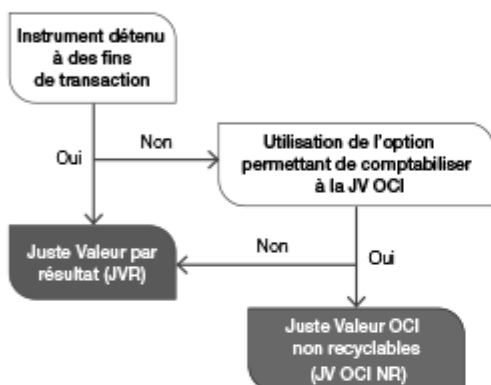 Instrument détenu
à des fins
de transaction
Non
Oui
Utilisation de l'option
permettant de comptabiliser
à la JV OCI
Non
Oui
Juste Valeur par
résultat (JVR)
Juste Valeur OCI
non recyclables
(JV OCI NR)